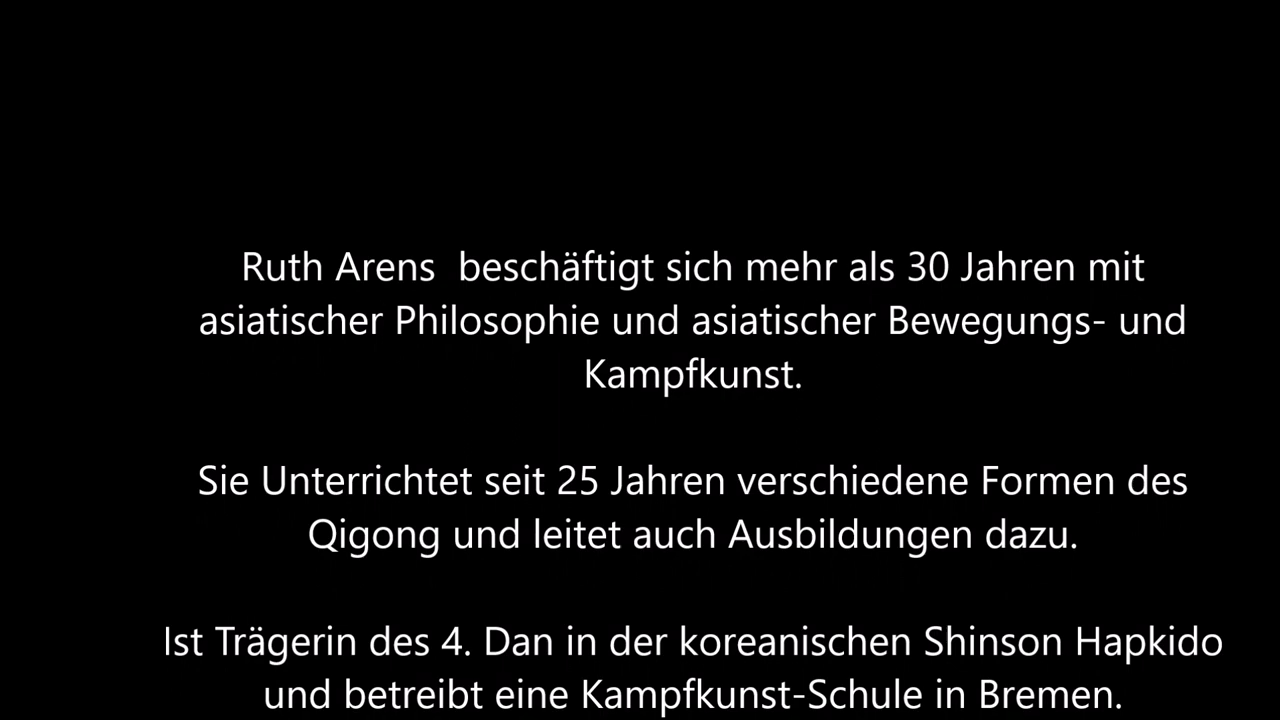 Ruth Arens  beschäftigt sich mehr als 30 Jahren mit
asiatischer Philosophie und asiatischer Bewegungs- und
Kampfkunst.
Sie Unterrichtet seit 25 Jahren verschiedene Formen des
Qigong und leitet auch Ausbildungen dazu.
Ist Trägerin des 4. Dan in der koreanischen Shinson Hapkido
und betreibt eine Kampfkunst-Schule in Bremen.